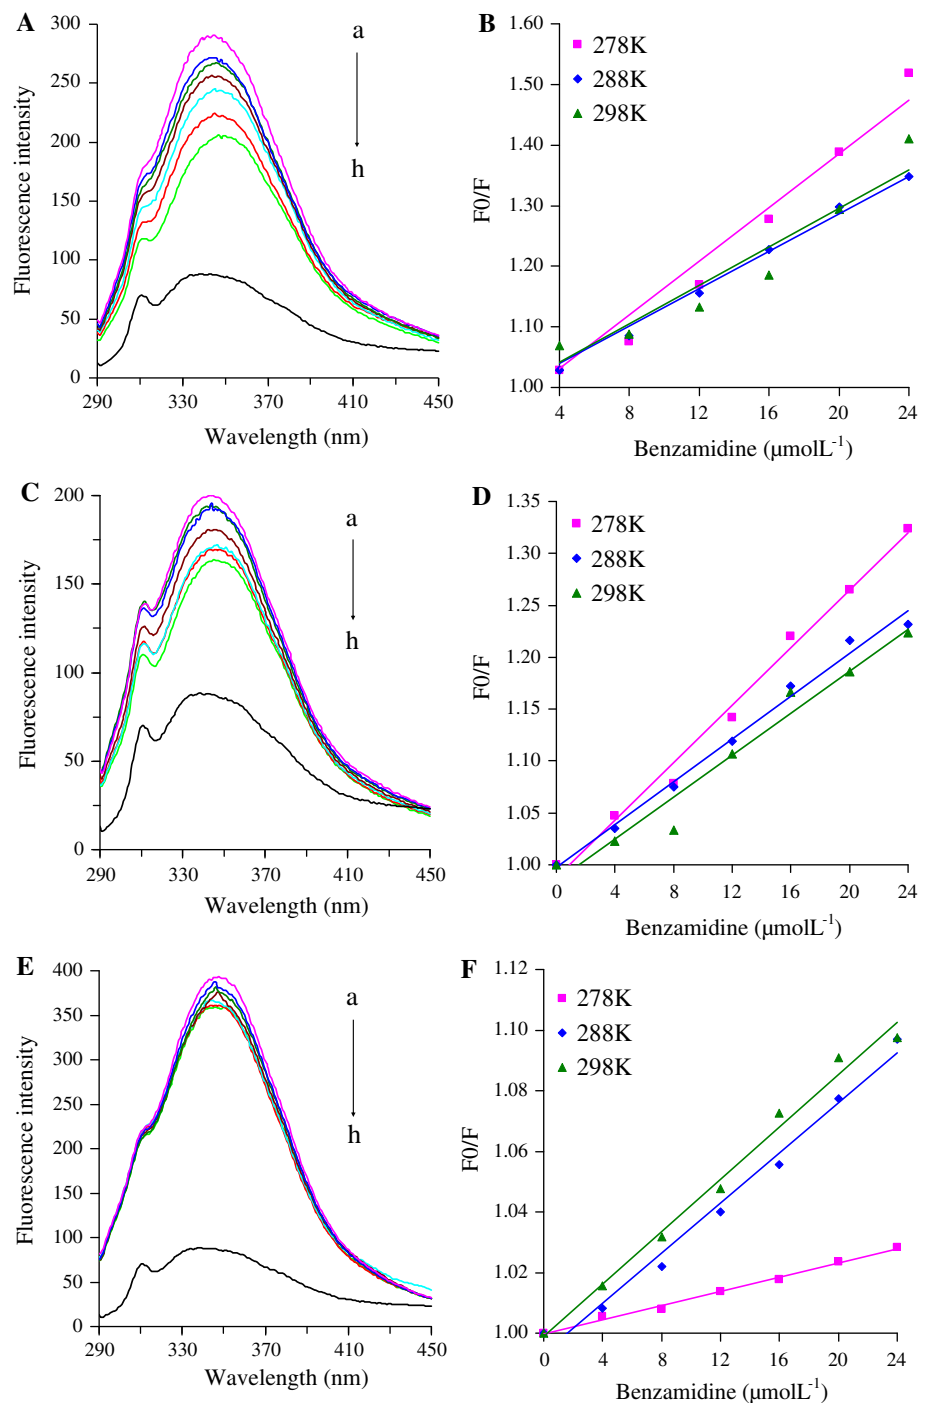 A
Fluorescence intensity
300
250
200
150
100
50
0
a
h
290 330 370 410 450
Wavelength (nm)
B
F0/F
1.60
1.50
1.40
1.30
1.20
1.10
1.00
278K
288K
298K
4 8 12 16 20 24
Benzamidine (µmolL⁻¹)
C
Fluorescence intensity
200
150
100
50
0
a
h
290 330 370 410 450
Wavelength (nm)
D
F0/F
1.35
1.30
1.25
1.20
1.15
1.10
1.05
1.00
278K
288K
298K
0 4 8 12 16 20 24
Benzamidine (µmolL⁻¹)
E
Fluorescence intensity
400
350
300
250
200
150
100
50
0
a
h
290 330 370 410 450
Wavelength (nm)
F
F0/F
1.12
1.10
1.08
1.06
1.04
1.02
1.00
278K
288K
298K
0 4 8 12 16 20 24
Benzamidine (µmolL⁻¹)